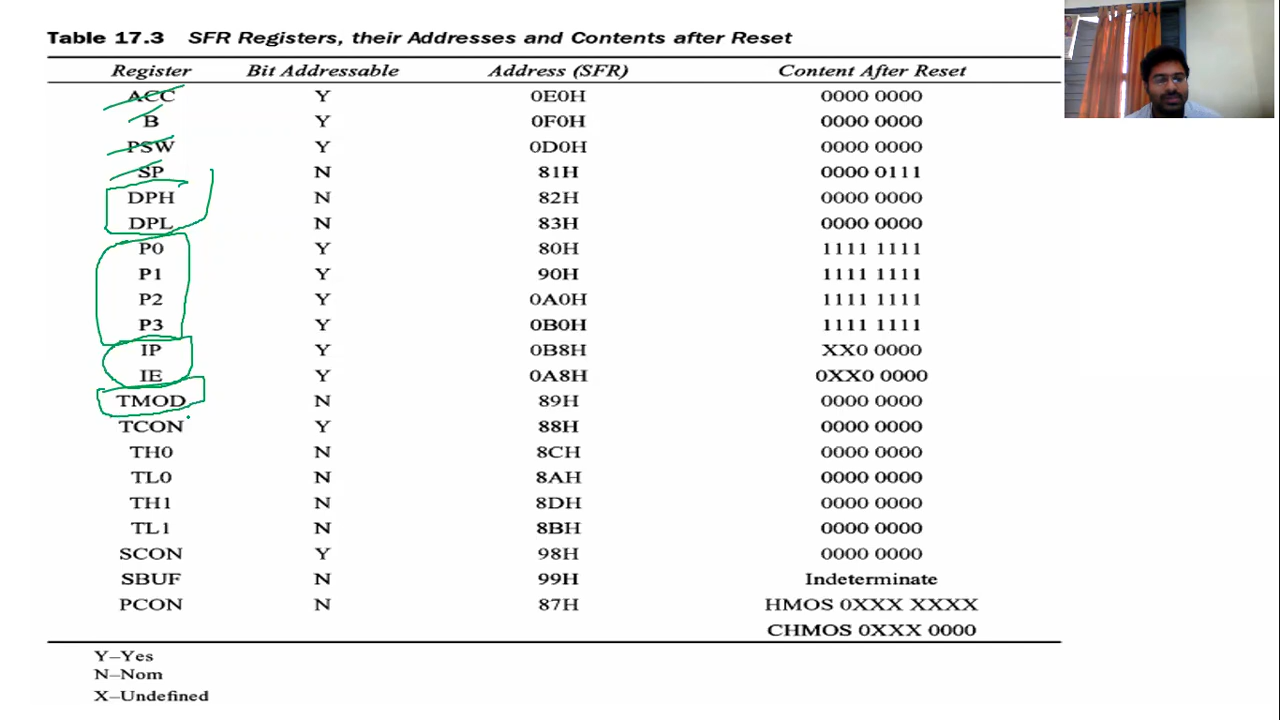 Table 17.3 SFR Registers, their Addresses and Contents after Reset
Register Bit Addressable Address (SFR) Content After Reset
ACC Y 0E0H 0000 0000
B Y 0F0H 0000 0000
PSW Y 0D0H 0000 0000
SP N 81H 0000 0111
DPH N 82H 0000 0000
DPL N 83H 0000 0000
P0 Y 80H 1111 1111
P1 Y 90H 1111 1111
P2 Y 0A0H 1111 1111
P3 Y 0B0H 1111 1111
IP Y 0B8H XX0 0000
IE Y 0A8H 0XX0 0000
TMOD N 89H 0000 0000
TCON Y 88H 0000 0000
TH0 N 8CH 0000 0000
TL0 N 8AH 0000 0000
TH1 N 8DH 0000 0000
TL1 N 8BH 0000 0000
SCON Y 98H 0000 0000
SBUF N 99H Indeterminate
PCON N 87H HMOS 0XXX XXXX
CHMOS 0XXX 0000
Y–Yes
N–Nom
X–Undefined